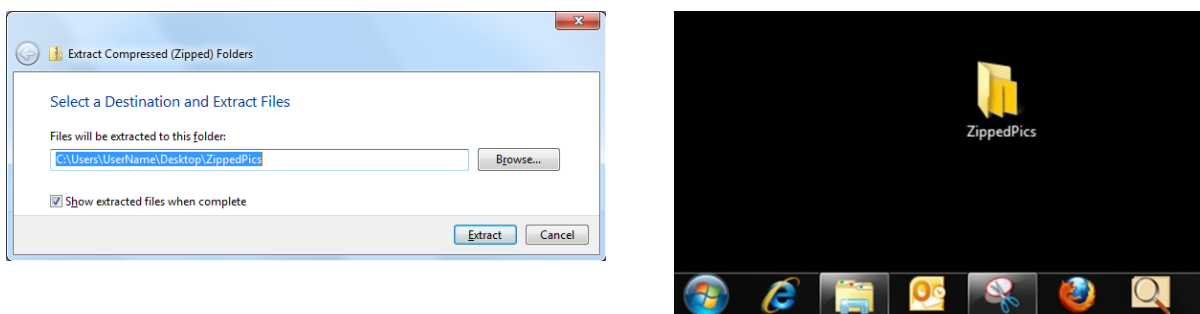 Extract Compressed (Zipped) Folders
Select a Destination and Extract Files
Files will be extracted to this folder:
C:\Users\UserName\Desktop\ZippedPics
Browse...
Show extracted files when complete
Extract
Cancel
ZippedPics